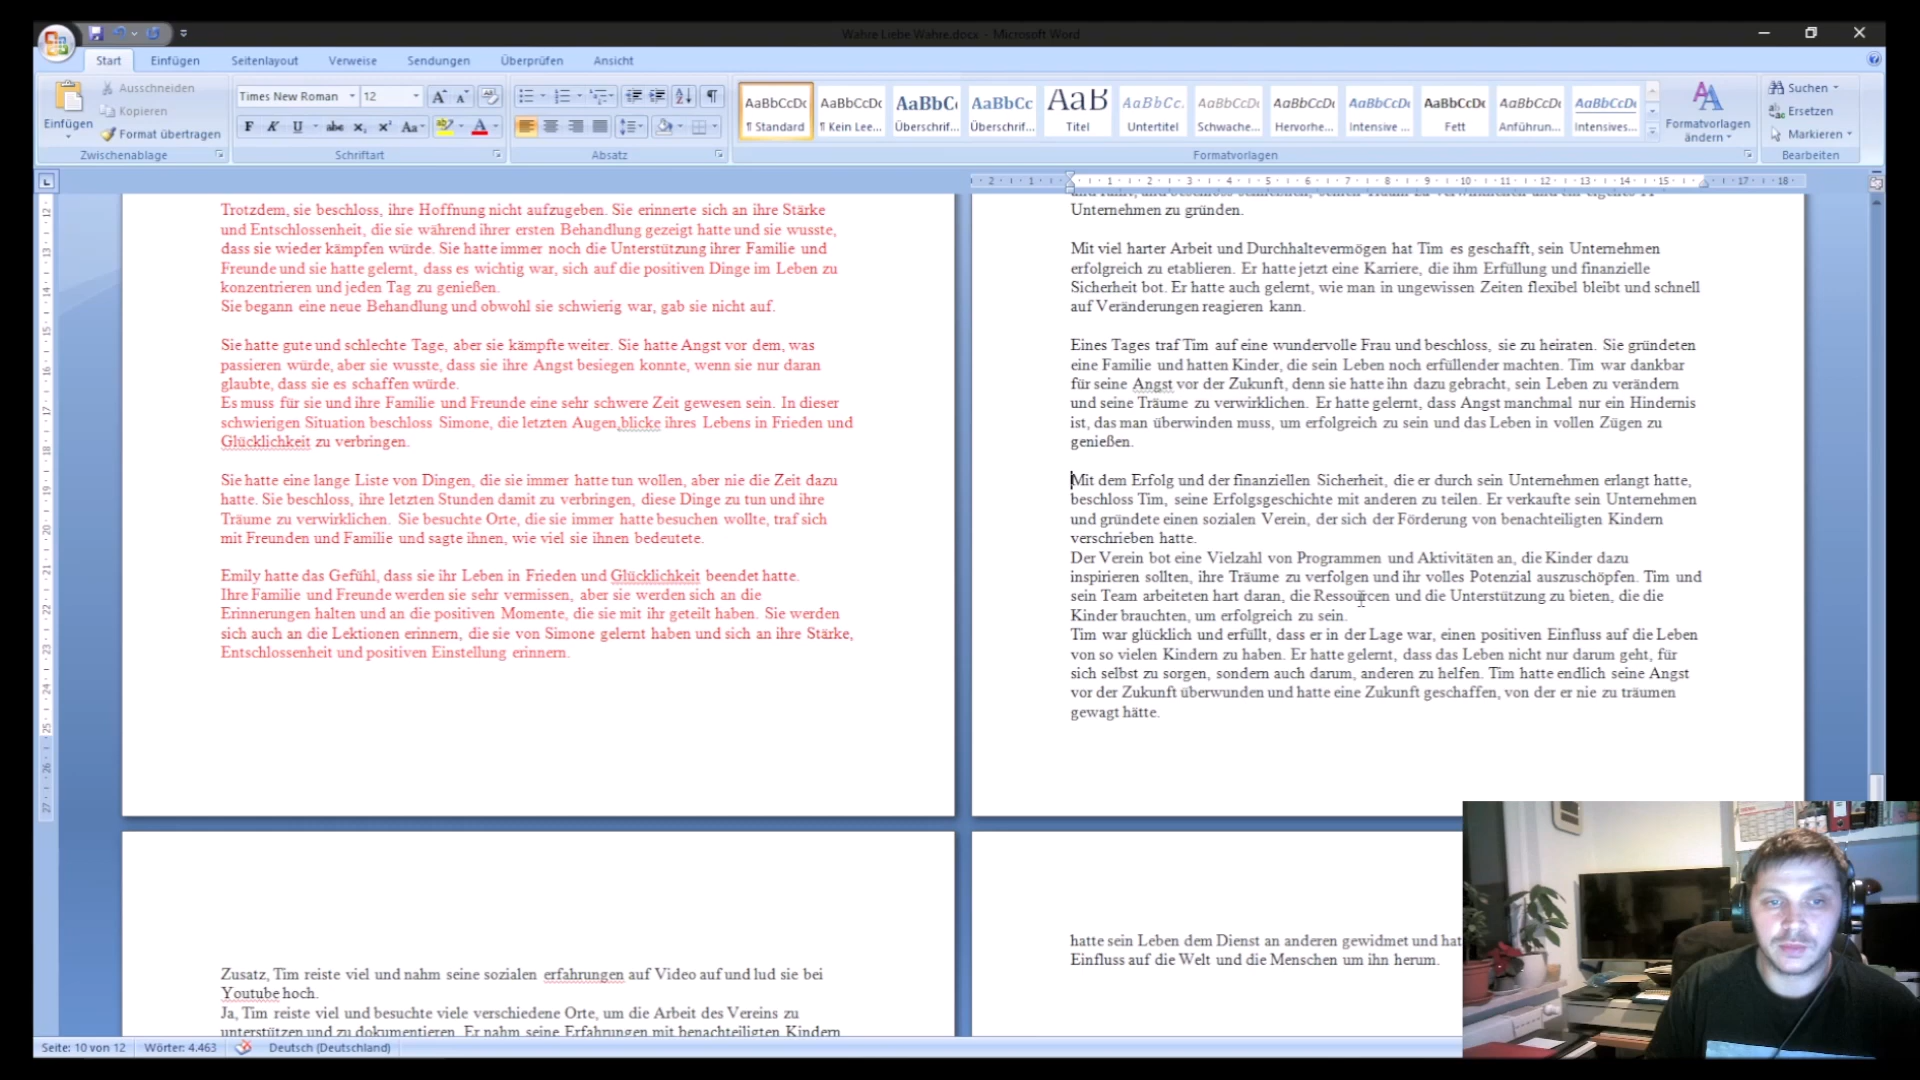 Wahre Liebe Wahre.docx - Microsoft Word
Start Einfügen Seitenlayout Verweise Sendungen Überprüfen Ansicht
Einfügen
Ausschneiden
Kopieren
Format übertragen
Zwischenablage
Times New Roman 12
F K U abc x₂ x² Aa
Schriftart
Absatz
AaBbCcDc AaBbCcDc AaBbC AaBbCc AaB AaBbCc. AaBbCcDc AaBbCcDc AaBbCcDc AaBbCcDc AaBbCcDc AaBbCcDc
¶ Standard ¶ Kein Lee... Überschrif... Überschrif... Titel Untertitel Schwache... Hervorhe... Intensive ... Fett Anführun... Intensives...
Formatvorlagen
Formatvorlagen ändern
Suchen
Ersetzen
Markieren
Bearbeiten
Trotzdem, sie beschloss, ihre Hoffnung nicht aufzugeben. Sie erinnerte sich an ihre Stärke
und Entschlossenheit, die sie während ihrer ersten Behandlung gezeigt hatte und sie wusste,
dass sie wieder kämpfen würde. Sie hatte immer noch die Unterstützung ihrer Familie und
Freunde und sie hatte gelernt, dass es wichtig war, sich auf die positiven Dinge im Leben zu
konzentrieren und jeden Tag zu genießen.
Sie begann eine neue Behandlung und obwohl sie schwierig war, gab sie nicht auf.
Sie hatte gute und schlechte Tage, aber sie kämpfte weiter. Sie hatte Angst vor dem, was
passieren würde, aber sie wusste, dass sie ihre Angst besiegen konnte, wenn sie nur daran
glaubte, dass sie es schaffen würde.
Es muss für sie und ihre Familie und Freunde eine sehr schwere Zeit gewesen sein. In dieser
schwierigen Situation beschloss Simone, die letzten Augen,blicke ihres Lebens in Frieden und
Glücklichkeit zu verbringen.
Sie hatte eine lange Liste von Dingen, die sie immer hatte tun wollen, aber nie die Zeit dazu
hatte. Sie beschloss, ihre letzten Stunden damit zu verbringen, diese Dinge zu tun und ihre
Träume zu verwirklichen. Sie besuchte Orte, die sie immer hatte besuchen wollte, traf sich
mit Freunden und Familie und sagte ihnen, wie viel sie ihnen bedeutete.
Emily hatte das Gefühl, dass sie ihr Leben in Frieden und Glücklichkeit beendet hatte.
Ihre Familie und Freunde werden sie sehr vermissen, aber sie werden sich an die
Erinnerungen halten und an die positiven Momente, die sie mit ihr geteilt haben. Sie werden
sich auch an die Lektionen erinnern, die sie von Simone gelernt haben und sich an ihre Stärke,
Entschlossenheit und positiven Einstellung erinnern.
Unternehmen zu gründen.
Mit viel harter Arbeit und Durchhaltevermögen hat Tim es geschafft, sein Unternehmen
erfolgreich zu etablieren. Er hatte jetzt eine Karriere, die ihm Erfüllung und finanzielle
Sicherheit bot. Er hatte auch gelernt, wie man in ungewissen Zeiten flexibel bleibt und schnell
auf Veränderungen reagieren kann.
Eines Tages traf Tim auf eine wundervolle Frau und beschloss, sie zu heiraten. Sie gründeten
eine Familie und hatten Kinder, die sein Leben noch erfüllender machten. Tim war dankbar
für seine Angst vor der Zukunft, denn sie hatte ihn dazu gebracht, sein Leben zu verändern
und seine Träume zu verwirklichen. Er hatte gelernt, dass Angst manchmal nur ein Hindernis
ist, das man überwinden muss, um erfolgreich zu sein und das Leben in vollen Zügen zu
genießen.
Mit dem Erfolg und der finanziellen Sicherheit, die er durch sein Unternehmen erlangt hatte,
beschloss Tim, seine Erfolgsgeschichte mit anderen zu teilen. Er verkaufte sein Unternehmen
und gründete einen sozialen Verein, der sich der Förderung von benachteiligten Kindern
verschrieben hatte.
Der Verein bot eine Vielzahl von Programmen und Aktivitäten an, die Kinder dazu
inspirieren sollten, ihre Träume zu verfolgen und ihr volles Potenzial auszuschöpfen. Tim und
sein Team arbeiteten hart daran, die Ressourcen und die Unterstützung zu bieten, die die
Kinder brauchten, um erfolgreich zu sein.
Tim war glücklich und erfüllt, dass er in der Lage war, einen positiven Einfluss auf die Leben
von so vielen Kindern zu haben. Er hatte gelernt, dass das Leben nicht nur darum geht, für
sich selbst zu sorgen, sondern auch darum, anderen zu helfen. Tim hatte endlich seine Angst
vor der Zukunft überwunden und hatte eine Zukunft geschaffen, von der er nie zu träumen
gewagt hätte.
Zusatz, Tim reiste viel und nahm seine sozialen erfahrungen auf Video auf und lud sie bei
Youtube hoch.
Ja, Tim reiste viel und besuchte viele verschiedene Orte, um die Arbeit des Vereins zu
unterstützen und zu dokumentieren. Er nahm seine Erfahrungen mit benachteiligten Kindern
hatte sein Leben dem Dienst an anderen gewidmet und hat
Einfluss auf die Welt und die Menschen um ihn herum.
Seite: 10 von 12 Wörter: 4.463 Deutsch (Deutschland)